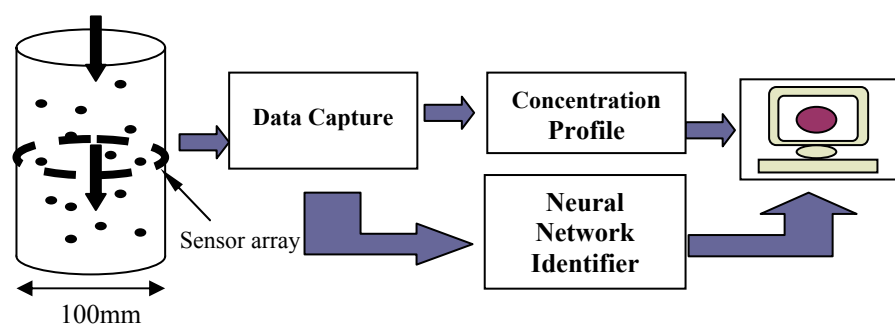 Data Capture
Concentration
Profile
Neural
Network
Identifier
Sensor array
100mm